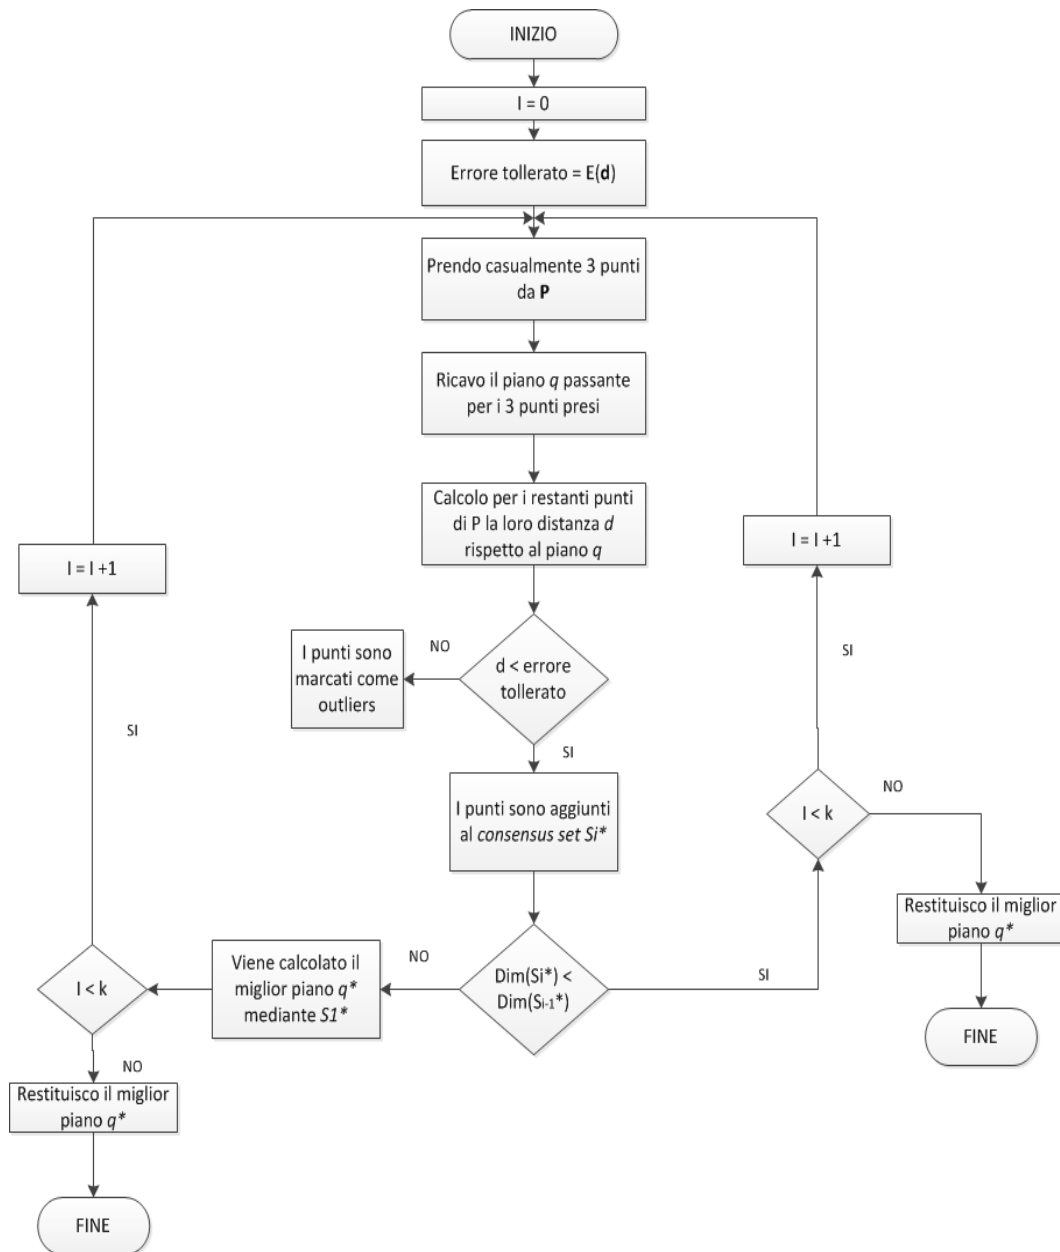 INIZIO
I = 0
Errore tollerato = E(d)
Prendo casualmente 3 punti
da P
Ricavo il piano q passante
per i 3 punti presi
Calcolo per i restanti punti
di P la loro distanza d
rispetto al piano q
I = I +1
I = I +1
I punti sono
marcati come
outliers
NO
d < errore
tollerato
SI
SI
SI
I punti sono aggiunti
al consensus set Si*
I < k
NO
Restituisco il miglior
piano q*
I < k
Viene calcolato il
miglior piano q*
mediante S1*
NO
Dim(Si*) <
Dim(Si-1*)
SI
FINE
NO
Restituisco il miglior
piano q*
FINE